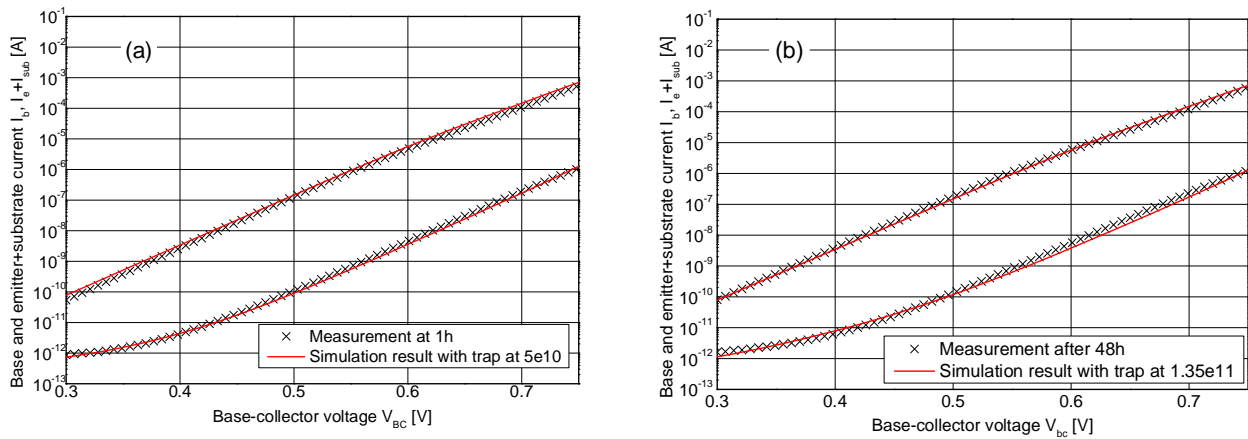 (a)
Base and emitter+substrate current I_b, I_e+I_sub [A]
10^-1
10^-2
10^-3
10^-4
10^-5
10^-6
10^-7
10^-8
10^-9
10^-10
10^-11
10^-12
10^-13
0.3 0.4 0.5 0.6 0.7
Base-collector voltage V_BC [V]
Measurement at 1h
Simulation result with trap at 5e10
(b)
Base and emitter+substrate current I_b, I_e+I_sub [A]
10^-1
10^-2
10^-3
10^-4
10^-5
10^-6
10^-7
10^-8
10^-9
10^-10
10^-11
10^-12
10^-13
0.3 0.4 0.5 0.6 0.7
Base-collector voltage V_bc [V]
Measurement after 48h
Simulation result with trap at 1.35e11